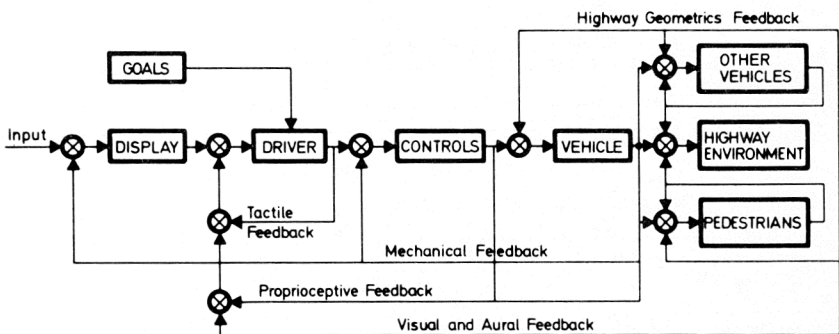 Highway Geometrics Feedback
GOALS
OTHER
VEHICLES
Input
DISPLAY
DRIVER
CONTROLS
VEHICLE
HIGHWAY
ENVIRONMENT
Tactile
Feedback
PEDESTRIANS
Mechanical Feedback
Proprioceptive Feedback
Visual and Aural Feedback